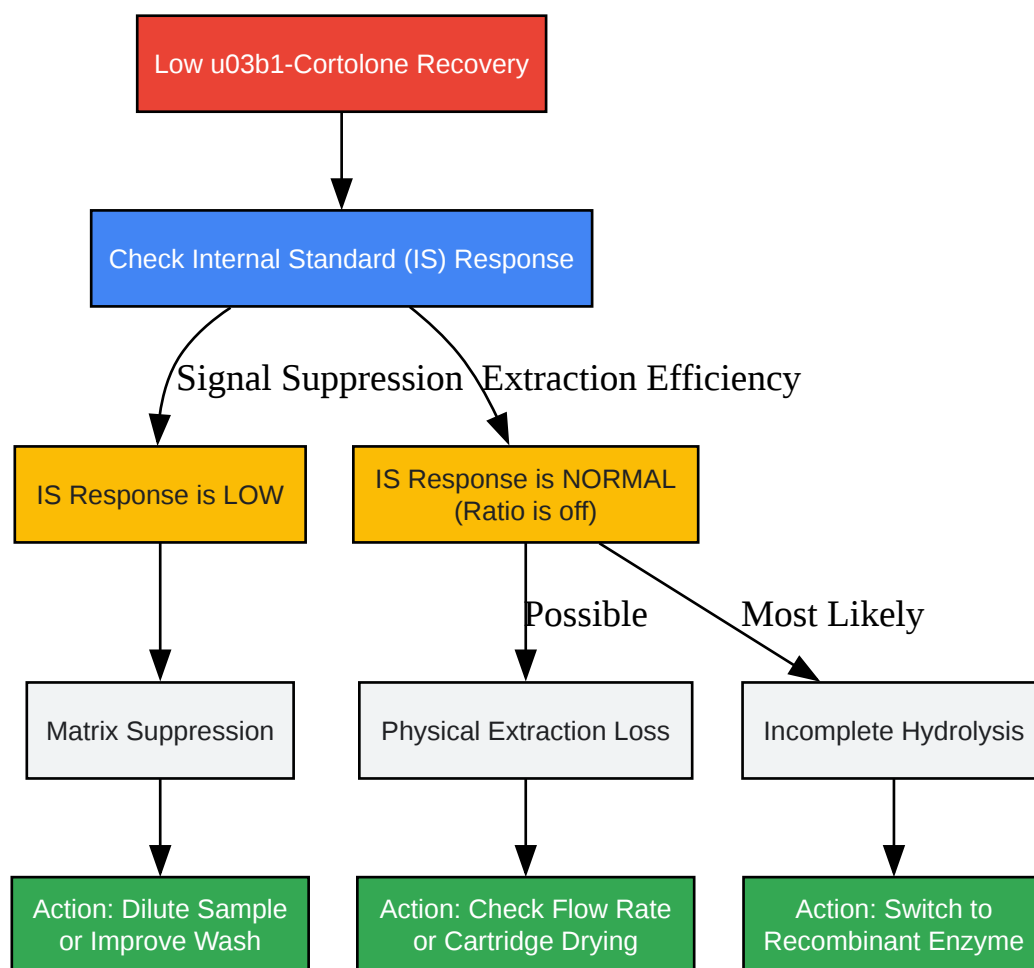 Low u03b1-Cortolone Recovery
Check Internal Standard (IS) Response
Signal Suppression
Extraction Efficiency
IS Response is LOW
IS Response is NORMAL
(Ratio is off)
Possible
Most Likely
Matrix Suppression
Physical Extraction Loss
Incomplete Hydrolysis
Action: Dilute Sample
or Improve Wash
Action: Check Flow Rate
or Cartridge Drying
Action: Switch to
Recombinant Enzyme